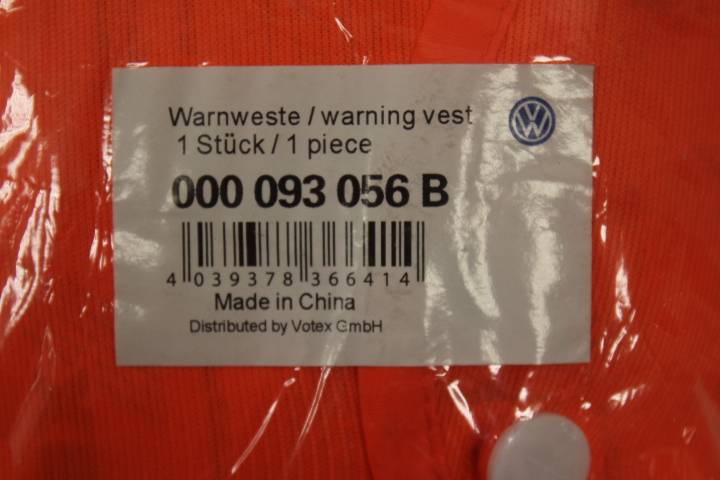 Warnweste / warning vest
1 Stück / 1 piece
000 093 056 B
4 039378 366414
Made in China
Distributed by Votex GmbH